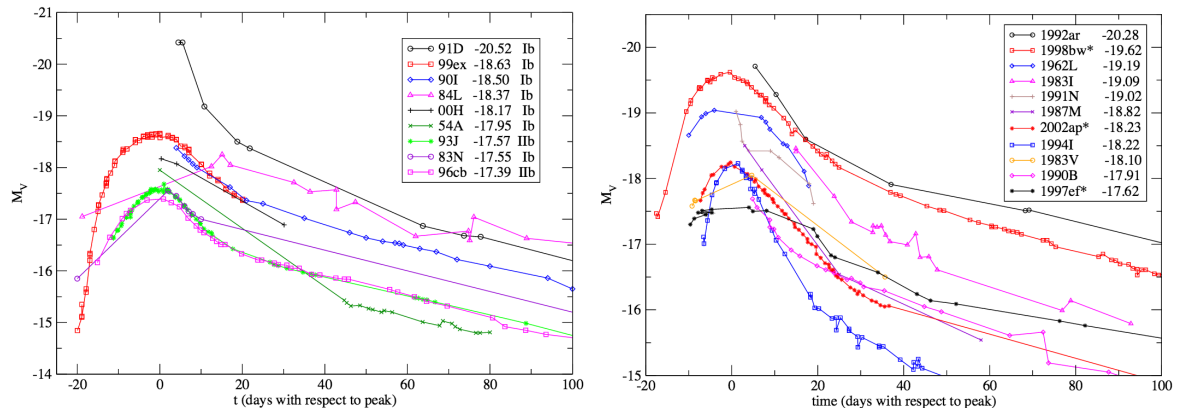 -21
-20
-19
-18
-17
-16
-15
-14
M_V
-20 0 20 40 60 80 100
t (days with respect to peak)
91D -20.52 Ib
99ex -18.63 Ib
90I -18.50 Ib
84L -18.37 Ib
00H -18.17 Ib
54A -17.95 Ib
93J -17.57 IIb
83N -17.55 Ib
96cb -17.39 IIb
-20
-19
-18
-17
-16
-15
M_V
-20 0 20 40 60 80 100
time (days with respect to peak)
1992ar -20.28
1998bw* -19.62
1962L -19.19
1983I -19.09
1991N -19.02
1987M -18.82
2002ap* -18.23
1994I -18.22
1983V -18.10
1990B -17.91
1997ef* -17.62